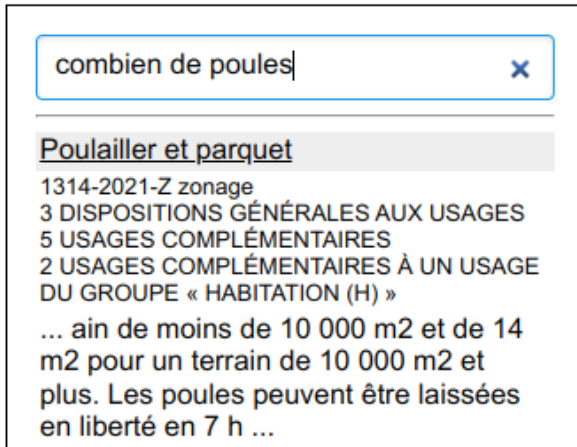 combien de poules
Poulailler et parquet
1314-2021-Z zonage
3 DISPOSITIONS GÉNÉRALES AUX USAGES
5 USAGES COMPLÉMENTAIRES
2 USAGES COMPLÉMENTAIRES À UN USAGE
DU GROUPE « HABITATION (H) »
... ain de moins de 10 000 m2 et de 14
m2 pour un terrain de 10 000 m2 et
plus. Les poules peuvent être laissées
en liberté en 7 h ...